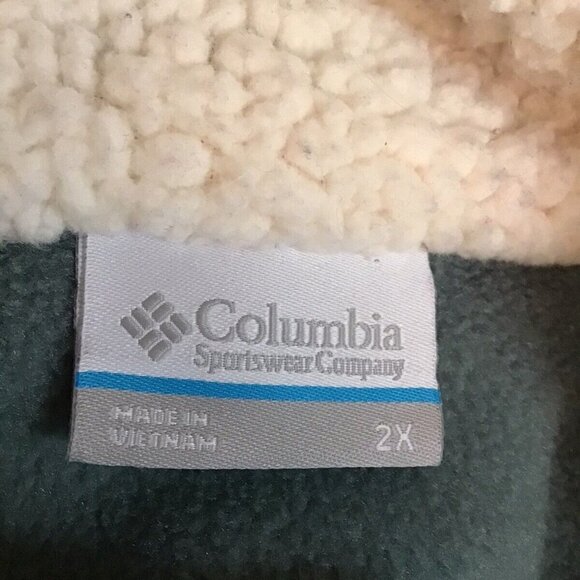 Columbia
Sportswear Company
MADE IN
VIETNAM
2X